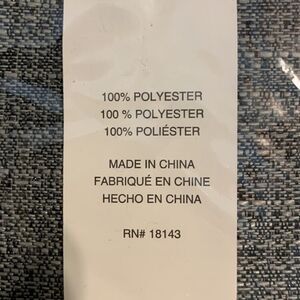 100% POLYESTER
100 % POLYESTER
100% POLIÉSTER
MADE IN CHINA
FABRIQUÉ EN CHINE
HECHO EN CHINA
RN# 18143